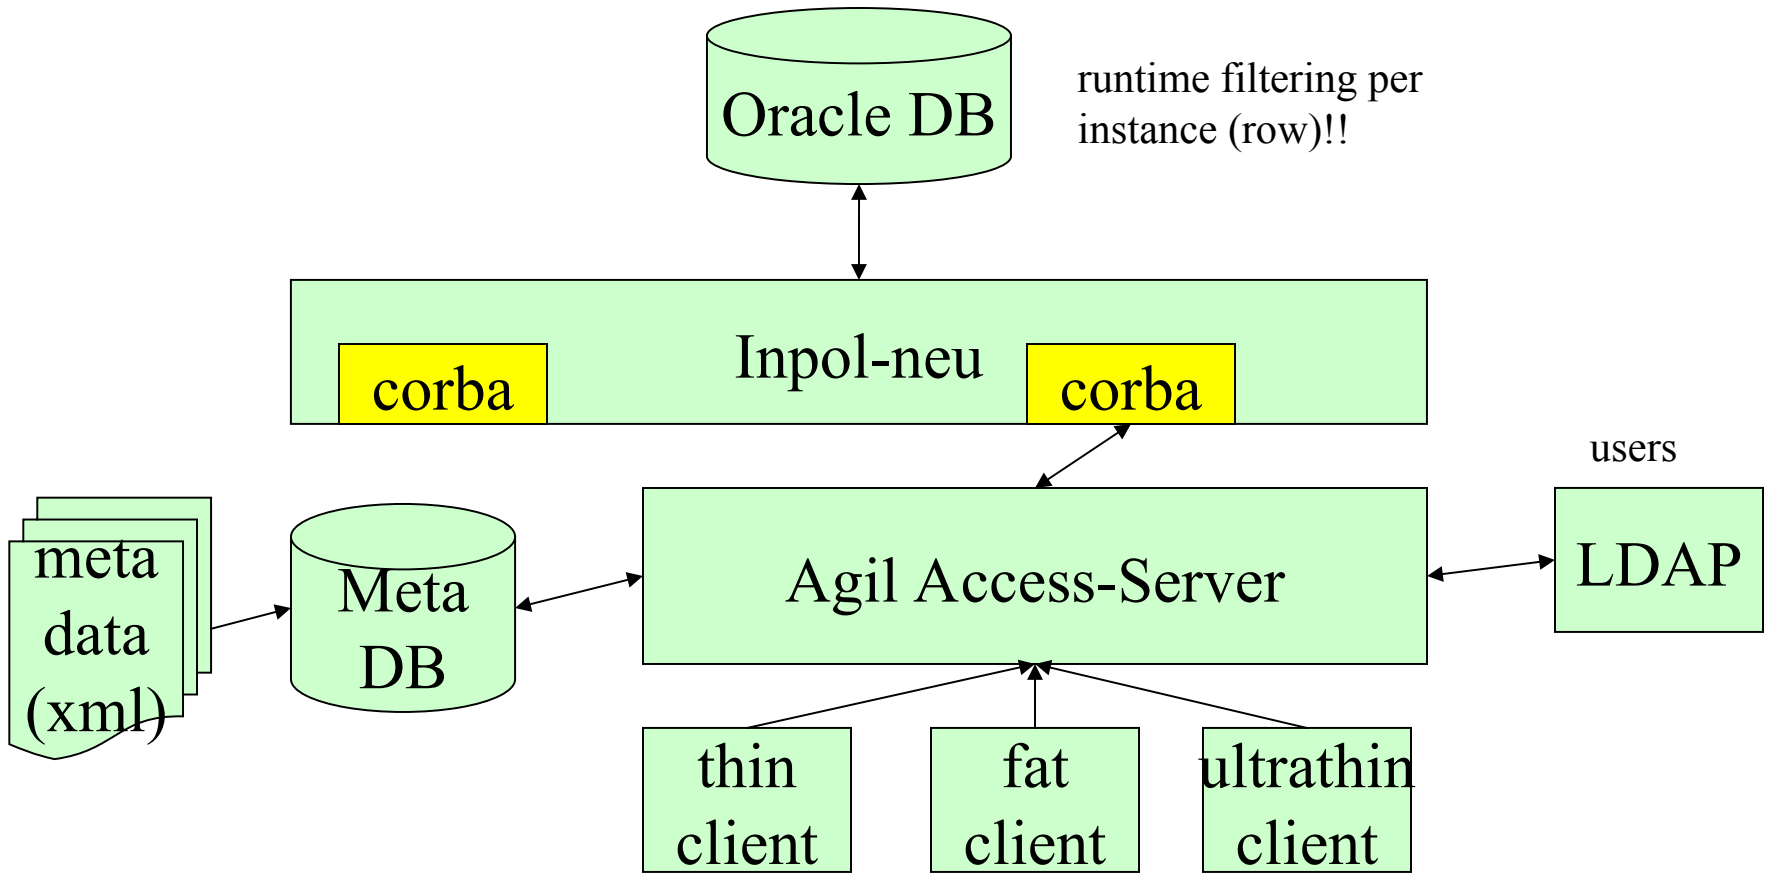 Oracle DB
runtime filtering per
instance (row)!!
Inpol-neu
corba
corba
users
meta
data
(xml)
Meta
DB
Agil Access-Server
LDAP
thin
client
fat
client
ultrathin
client